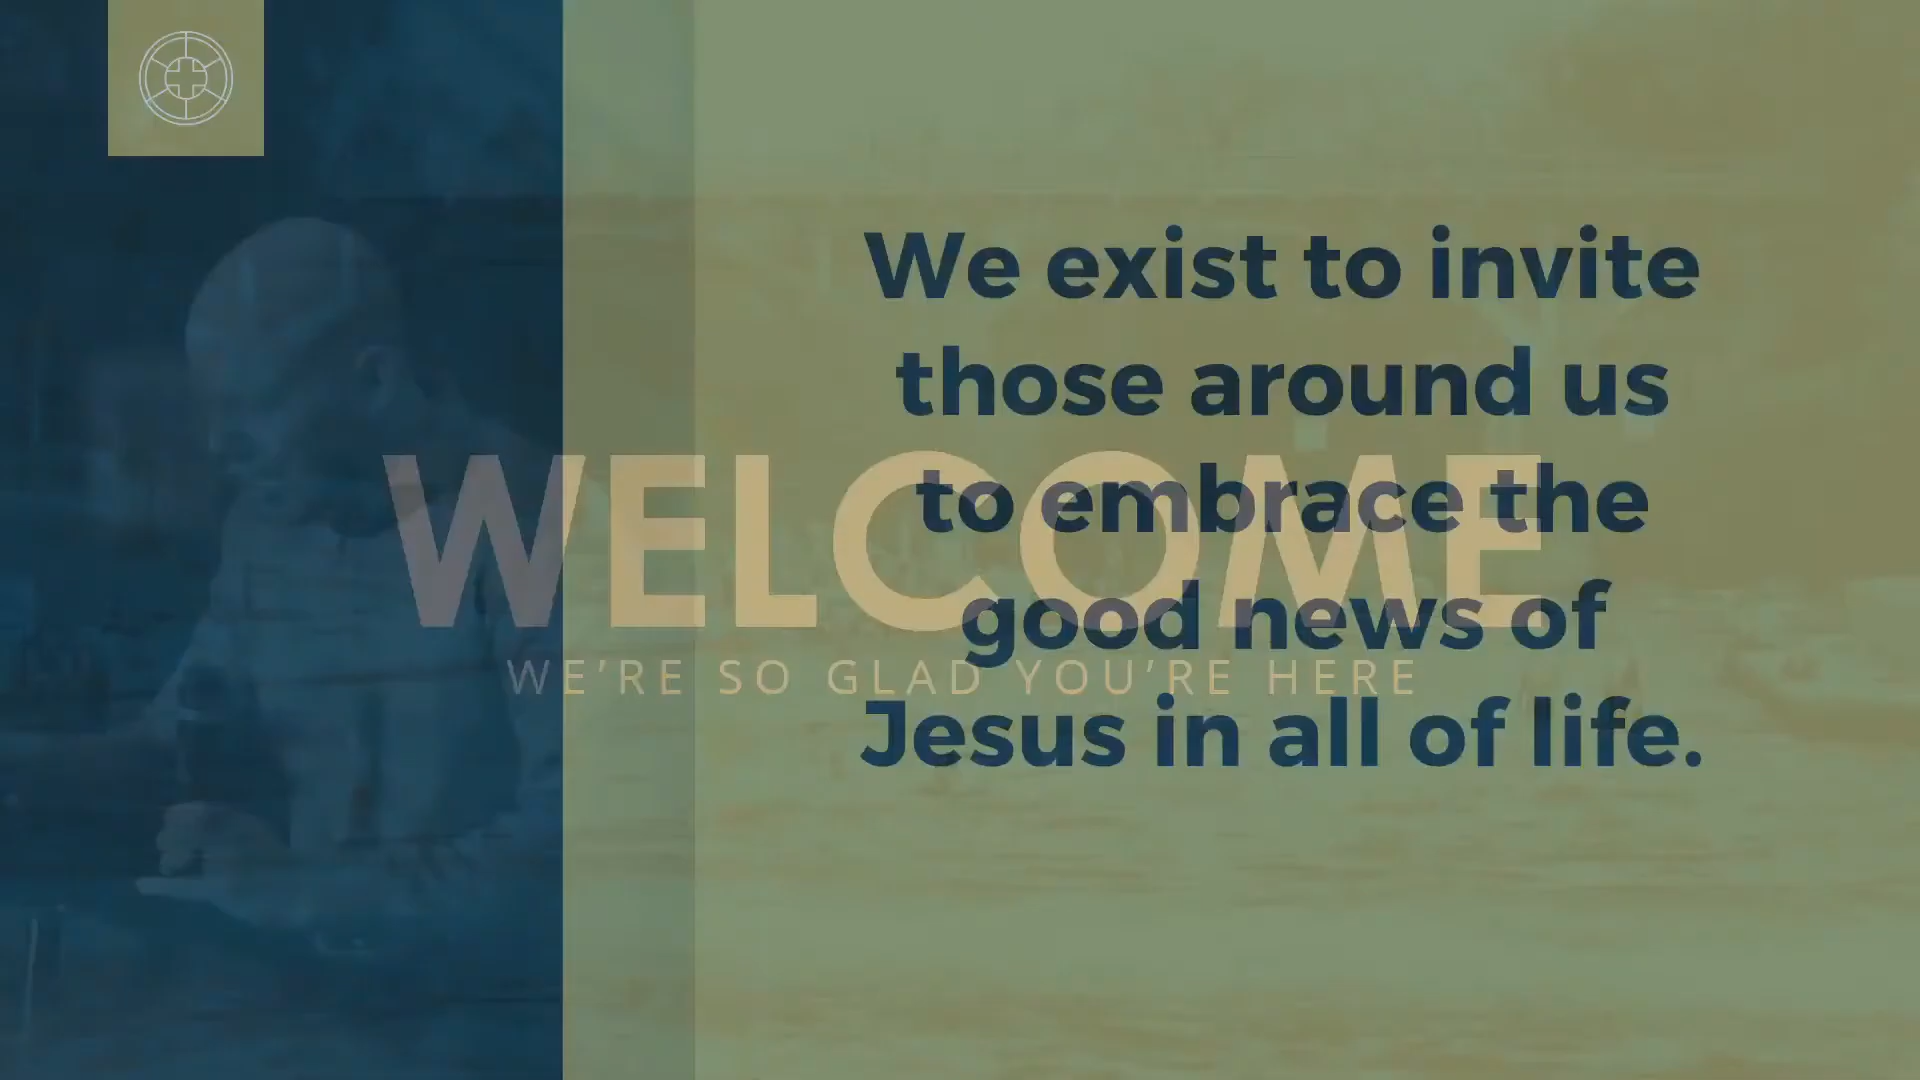 We exist to invite
those around us
to embrace the
good news of
Jesus in all of life.
WELCOME
WE'RE SO GLAD YOU'RE HERE